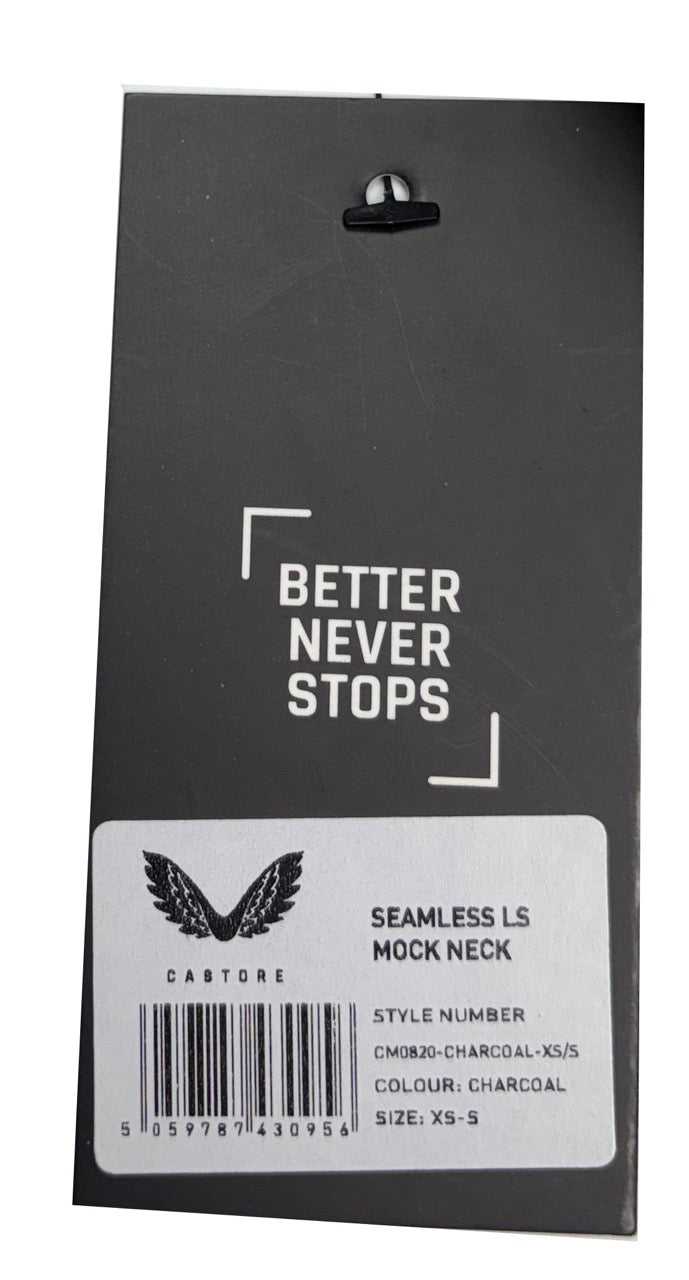 BETTER
NEVER
STOPS
CASTORE
SEAMLESS LS
MOCK NECK
STYLE NUMBER
CM0820-CHARCOAL-XS/S
COLOUR: CHARCOAL
SIZE: XS-S
5 059787 430956